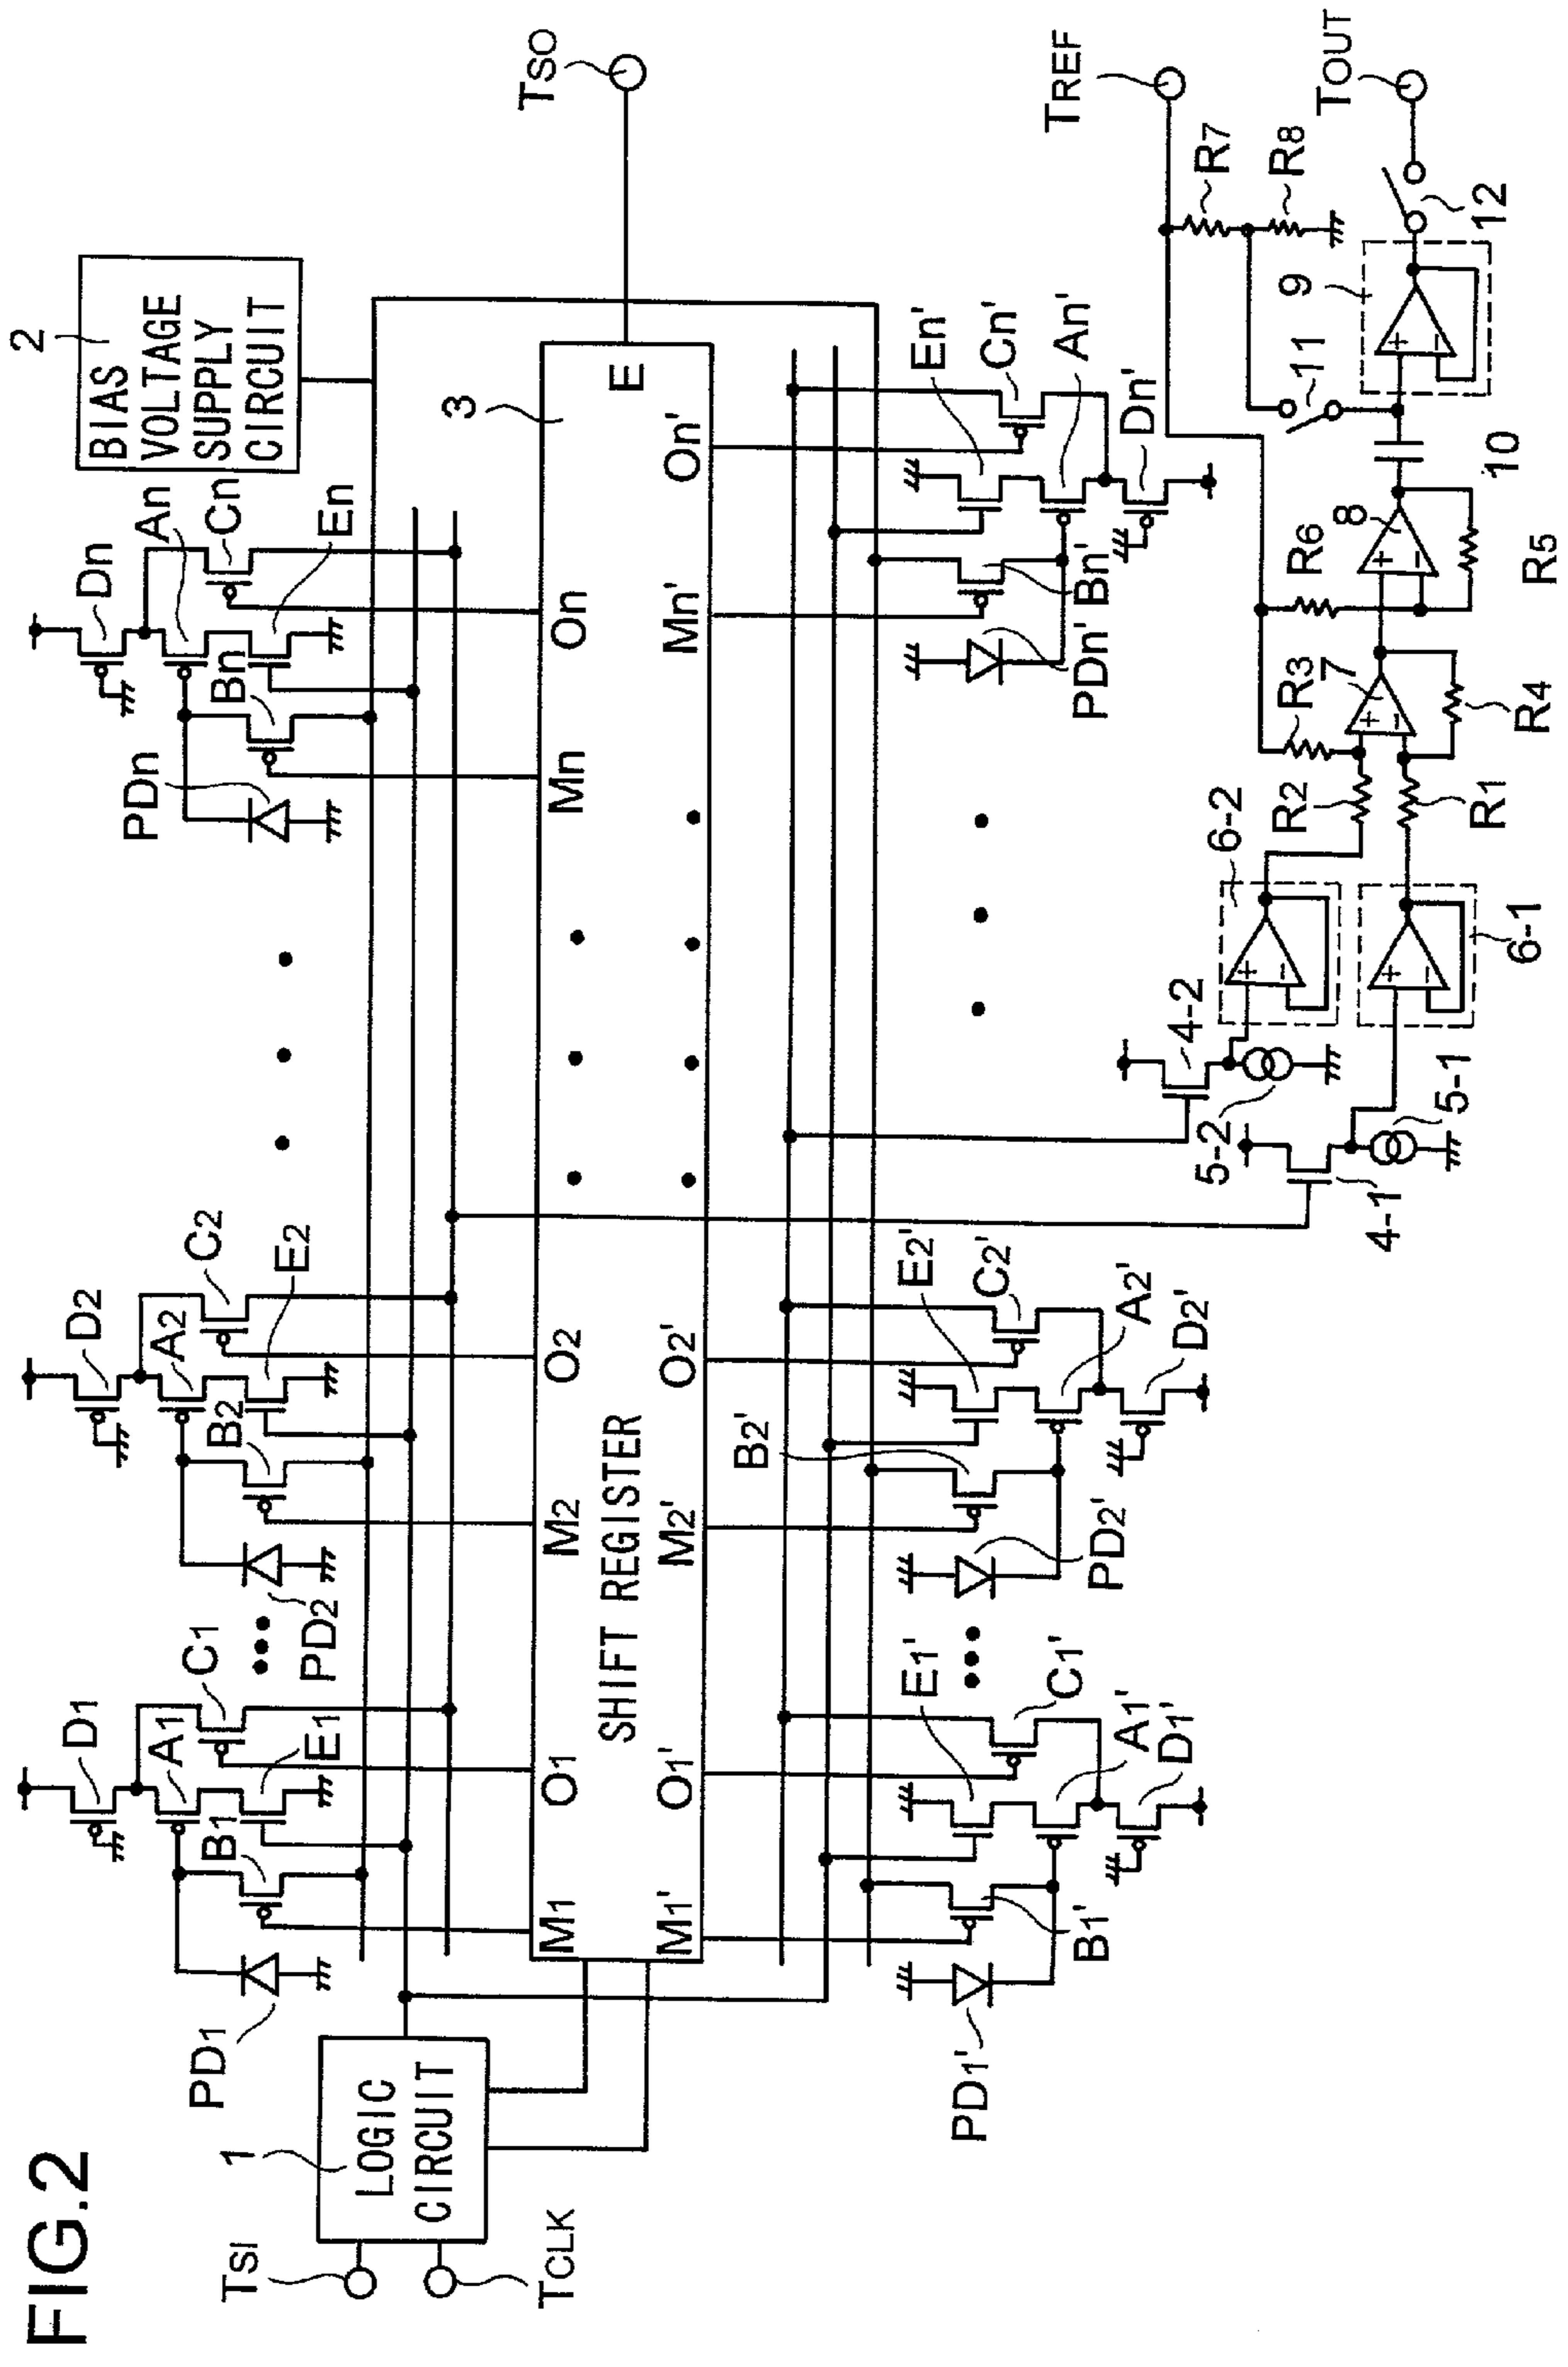 FIG.2
TSI
TCLK
1
LOGIC
CIRCUIT
2
BIAS
VOLTAGE
SUPPLY
CIRCUIT
PD1
B1
D1
A1
C1
E1
PD2
B2
D2
A2
C2
E2
PDn
Bn
Dn
An
Cn
En
3
M1
O1
M2
O2
Mn
On
E
SHIFT REGISTER
M1'
O1'
M2'
O2'
Mn'
On'
TSO
PD1'
B1'
E1'
C1'
A1'
D1'
PD2'
B2'
E2'
C2'
A2'
D2'
PDn'
Bn'
En'
Cn'
An'
Dn'
4-1
5-1
4-2
5-2
6-2
+
−
6-1
+
−
R2
R1
R3
7
+
−
R4
R6
8
+
−
R5
10
11
9
+
−
12
R7
R8
TREF
TOUT